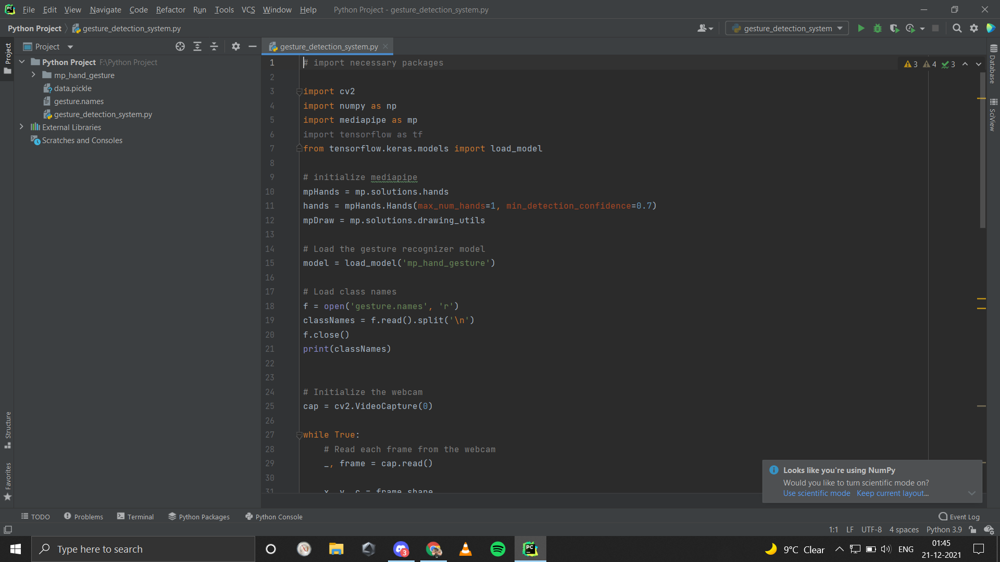 File Edit View Navigate Code Refactor Run Tools VCS Window Help Python Project - gesture_detection_system.py
Python Project gesture_detection_system.py gesture_detection_system
Project
Project
gesture_detection_system.py
Python Project F:\Python Project
mp_hand_gesture
data.pickle
gesture.names
gesture_detection_system.py
External Libraries
Scratches and Consoles
3 4 3
1 # import necessary packages
2
3 import cv2
4 import numpy as np
5 import mediapipe as mp
6 import tensorflow as tf
7 from tensorflow.keras.models import load_model
8
9 # initialize mediapipe
10 mpHands = mp.solutions.hands
11 hands = mpHands.Hands(max_num_hands=1, min_detection_confidence=0.7)
12 mpDraw = mp.solutions.drawing_utils
13
14 # Load the gesture recognizer model
15 model = load_model('mp_hand_gesture')
16
17 # Load class names
18 f = open('gesture.names', 'r')
19 classNames = f.read().split('\n')
20 f.close()
21 print(classNames)
22
23
24 # Initialize the webcam
25 cap = cv2.VideoCapture(0)
26
27 while True:
28 # Read each frame from the webcam
29 _, frame = cap.read()
30
31 x, y, c = frame.shape
Database
SciView
Structure
Favorites
Looks like you're using NumPy
Would you like to turn scientific mode on?
Use scientific mode Keep current layout...
TODO Problems Terminal Python Packages Python Console Event Log
1:1 LF UTF-8 4 spaces Python 3.9
Type here to search
3
PC
9°C Clear ENG
01:45
21-12-2021